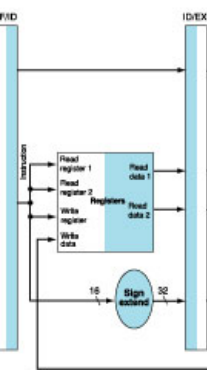 F/ID
ID/EX
Instruction
Read
register 1
Read
register 2
Registers
Write
register
Write
data
Read
data 1
Read
data 2
16
Sign
extend
32